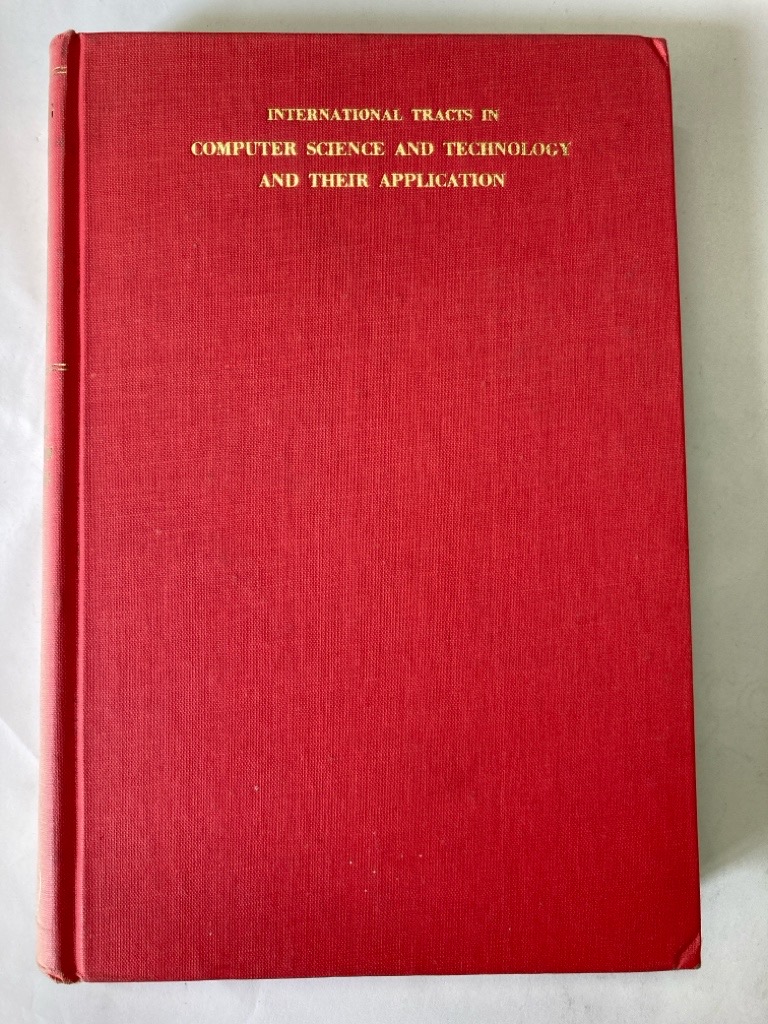 INTERNATIONAL TRACTS IN
COMPUTER SCIENCE AND TECHNOLOGY
AND THEIR APPLICATION